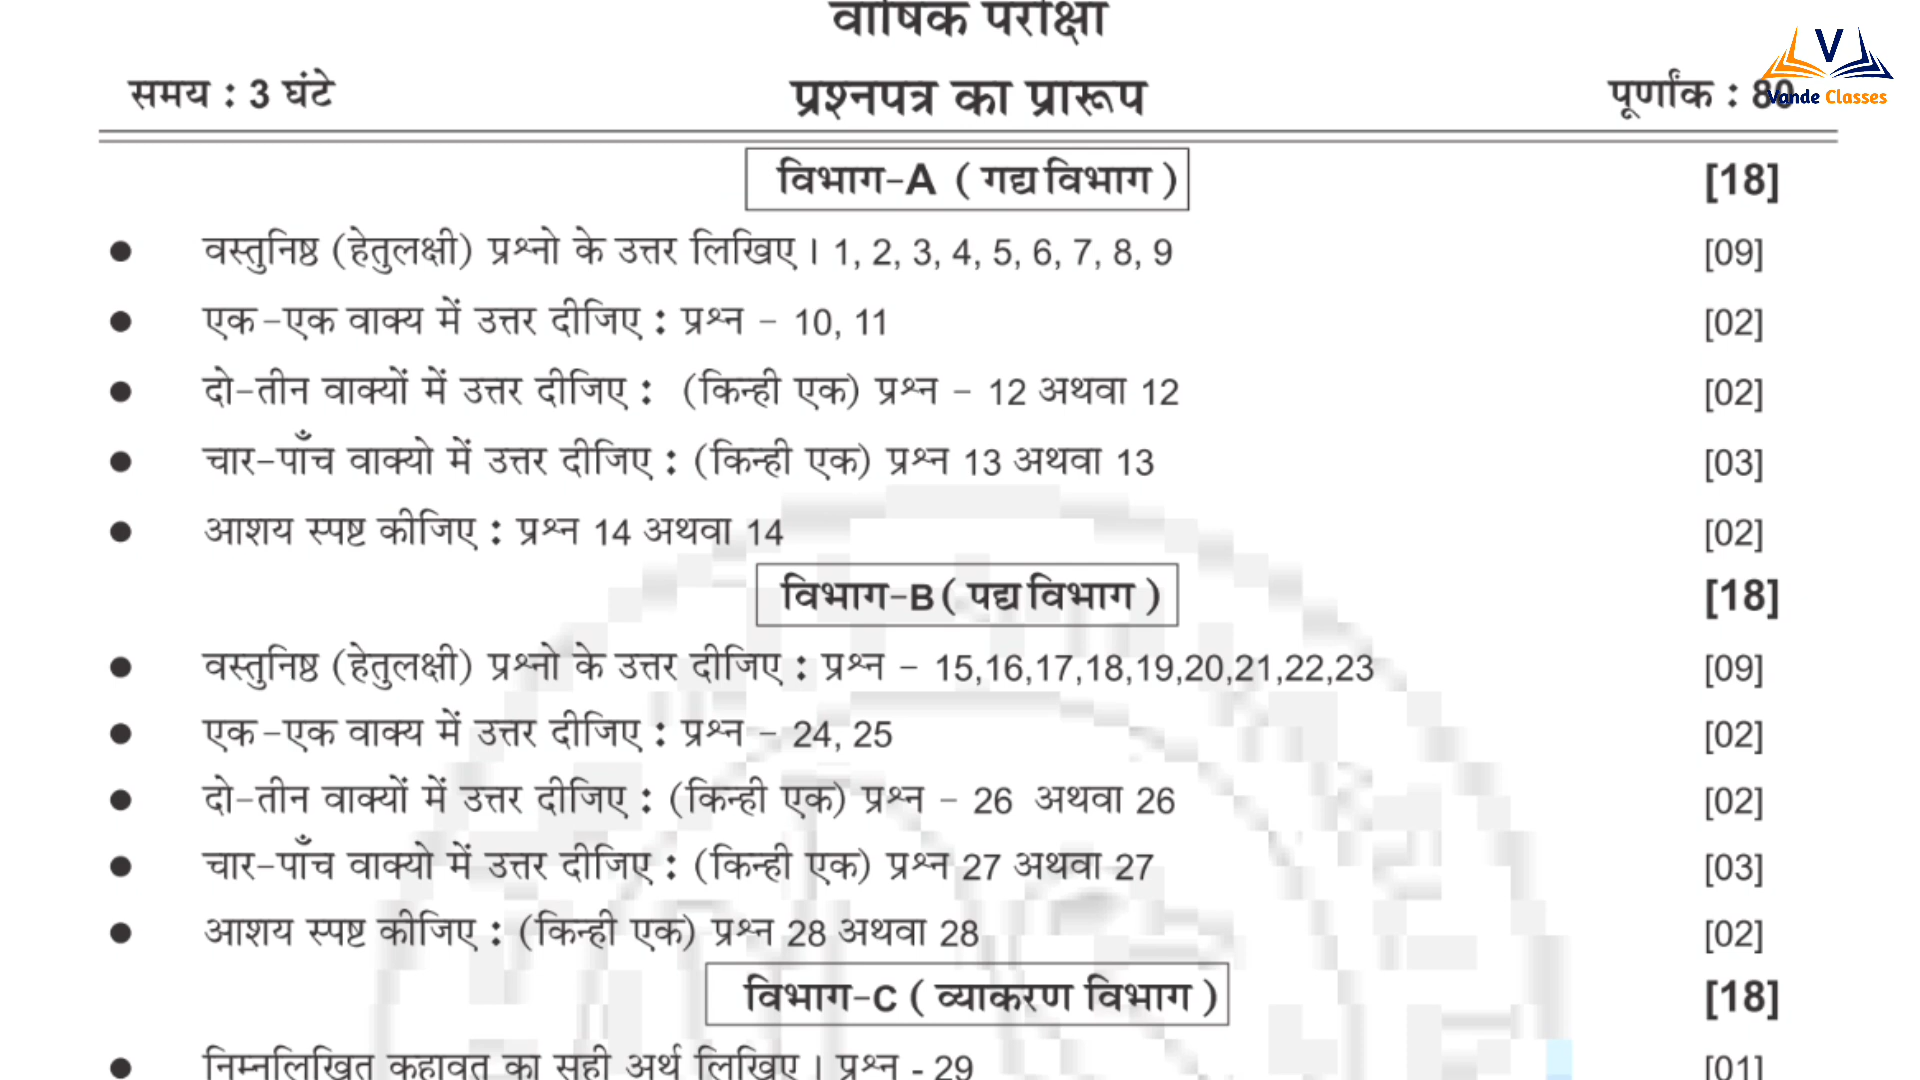 वार्षिक परीक्षा
समय : 3 घंटे प्रश्नपत्र का प्रारूप पूर्णांक : 80
V
Vande Classes
विभाग-A ( गद्य विभाग ) [18]
● वस्तुनिष्ठ (हेतुलक्षी) प्रश्नो के उत्तर लिखिए । 1, 2, 3, 4, 5, 6, 7, 8, 9 [09]
● एक-एक वाक्य में उत्तर दीजिए : प्रश्न - 10, 11 [02]
● दो-तीन वाक्यों में उत्तर दीजिए : (किन्ही एक) प्रश्न - 12 अथवा 12 [02]
● चार-पाँच वाक्यो में उत्तर दीजिए : (किन्ही एक) प्रश्न 13 अथवा 13 [03]
● आशय स्पष्ट कीजिए : प्रश्न 14 अथवा 14 [02]
विभाग-B ( पद्य विभाग ) [18]
● वस्तुनिष्ठ (हेतुलक्षी) प्रश्नो के उत्तर दीजिए : प्रश्न - 15,16,17,18,19,20,21,22,23 [09]
● एक-एक वाक्य में उत्तर दीजिए : प्रश्न - 24, 25 [02]
● दो-तीन वाक्यों में उत्तर दीजिए : (किन्ही एक) प्रश्न - 26 अथवा 26 [02]
● चार-पाँच वाक्यो में उत्तर दीजिए : (किन्ही एक) प्रश्न 27 अथवा 27 [03]
● आशय स्पष्ट कीजिए : (किन्ही एक) प्रश्न 28 अथवा 28 [02]
विभाग-C ( व्याकरण विभाग ) [18]
● निम्नलिखित कहावत का सही अर्थ लिखिए । प्रश्न - 29 [01]